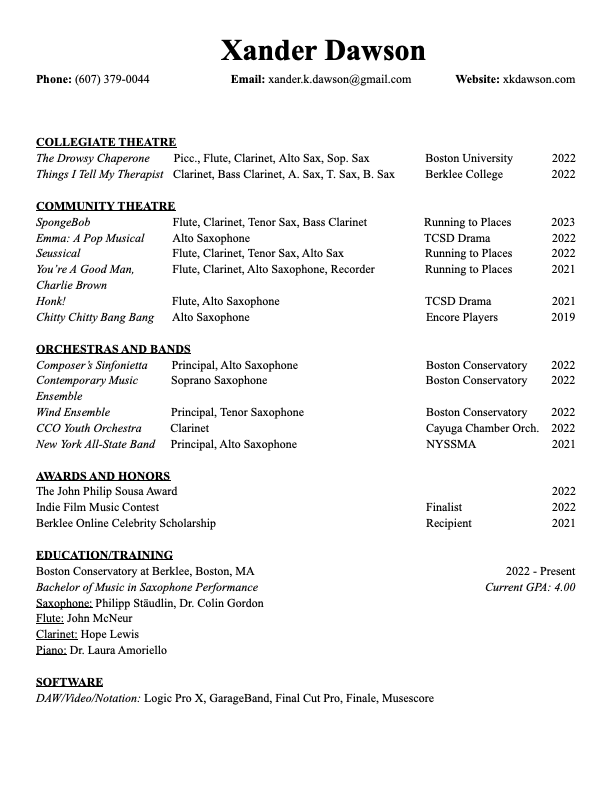 Xander Dawson
Phone: (607) 379-0044 Email: xander.k.dawson@gmail.com Website: xkdawson.com
COLLEGIATE THEATRE
The Drowsy Chaperone Picc., Flute, Clarinet, Alto Sax, Sop. Sax Boston University 2022
Things I Tell My Therapist Clarinet, Bass Clarinet, A. Sax, T. Sax, B. Sax Berklee College 2022
COMMUNITY THEATRE
SpongeBob Flute, Clarinet, Tenor Sax, Bass Clarinet Running to Places 2023
Emma: A Pop Musical Alto Saxophone TCSD Drama 2022
Seussical Flute, Clarinet, Tenor Sax, Alto Sax Running to Places 2022
You're A Good Man, Flute, Clarinet, Alto Saxophone, Recorder Running to Places 2021
Charlie Brown
Honk! Flute, Alto Saxophone TCSD Drama 2021
Chitty Chitty Bang Bang Alto Saxophone Encore Players 2019
ORCHESTRAS AND BANDS
Composer's Sinfonietta Principal, Alto Saxophone Boston Conservatory 2022
Contemporary Music Soprano Saxophone Boston Conservatory 2022
Ensemble
Wind Ensemble Principal, Tenor Saxophone Boston Conservatory 2022
CCO Youth Orchestra Clarinet Cayuga Chamber Orch. 2022
New York All-State Band Principal, Alto Saxophone NYSSMA 2021
AWARDS AND HONORS
The John Philip Sousa Award 2022
Indie Film Music Contest Finalist 2022
Berklee Online Celebrity Scholarship Recipient 2021
EDUCATION/TRAINING
Boston Conservatory at Berklee, Boston, MA 2022 - Present
Bachelor of Music in Saxophone Performance Current GPA: 4.00
Saxophone: Philipp Stäudlin, Dr. Colin Gordon
Flute: John McNeur
Clarinet: Hope Lewis
Piano: Dr. Laura Amoriello
SOFTWARE
DAW/Video/Notation: Logic Pro X, GarageBand, Final Cut Pro, Finale, Musescore